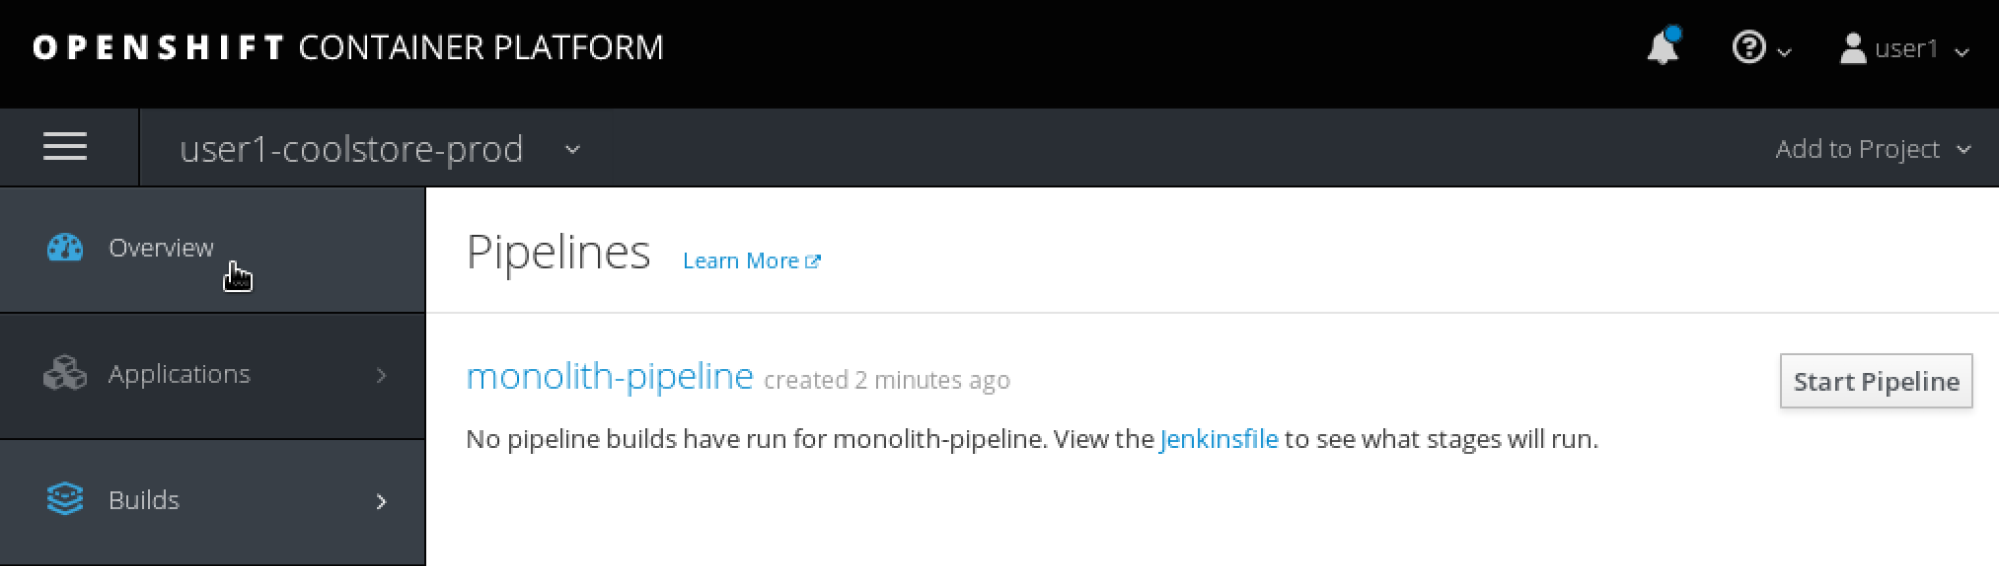 OPENSHIFT CONTAINER PLATFORM
user1
user1-coolstore-prod
Add to Project
Overview
Pipelines Learn More
Applications
monolith-pipeline created 2 minutes ago
Start Pipeline
No pipeline builds have run for monolith-pipeline. View the Jenkinsfile to see what stages will run.
Builds